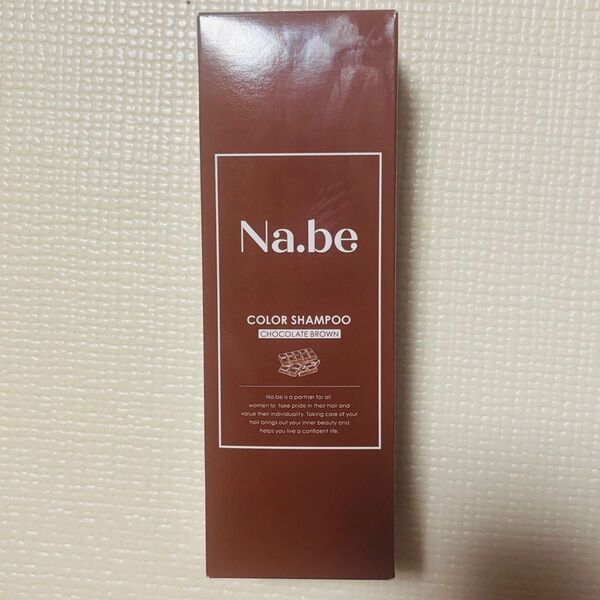 Na.be
COLOR SHAMPOO
CHOCOLATE BROWN
Na.be is a partner for all
women to take pride in their hair and
value their individuality. Taking care of your
hair brings out your inner beauty and
helps you live a confident life.